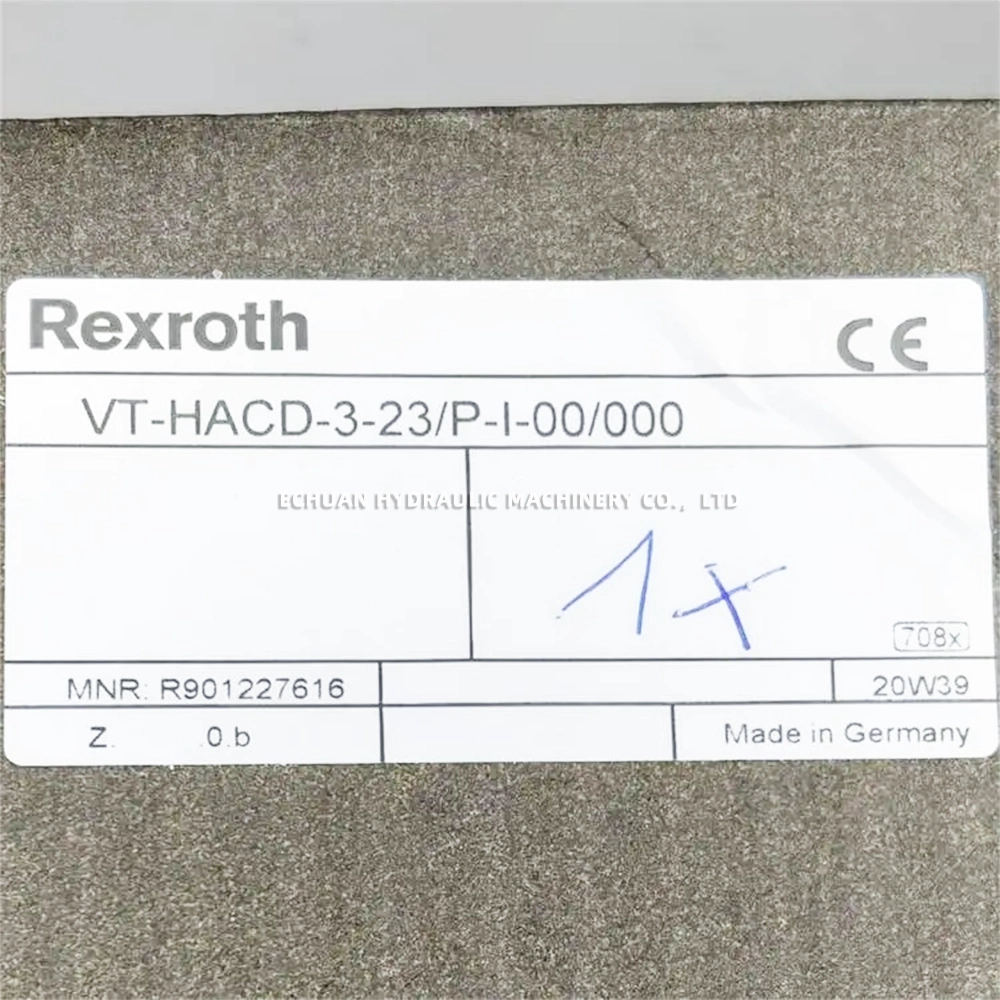 Rexroth CE
VT-HACD-3-23/P-I-00/000
ECHUAN HYDRAULIC MACHINERY CO., LTD
1x
708x
MNR: R901227616 20W39
Z. .0.b Made in Germany